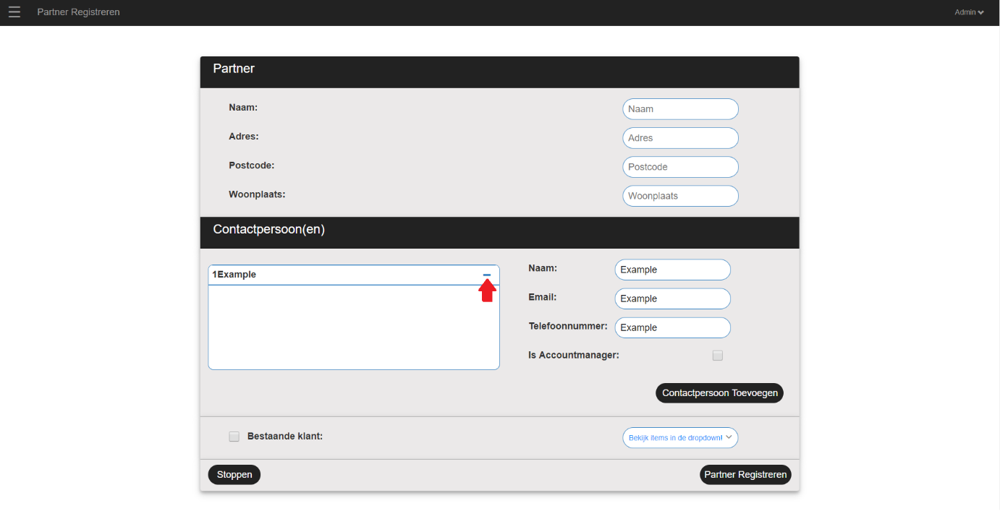 Partner Registreren
Admin
Partner
Naam: Naam
Adres: Adres
Postcode: Postcode
Woonplaats: Woonplaats
Contactpersoon(en)
1Example
Naam: Example
Email: Example
Telefoonnummer: Example
Is Accountmanager:
Contactpersoon Toevoegen
Bestaande klant: Bekijk items in de dropdown!
Stoppen
Partner Registreren